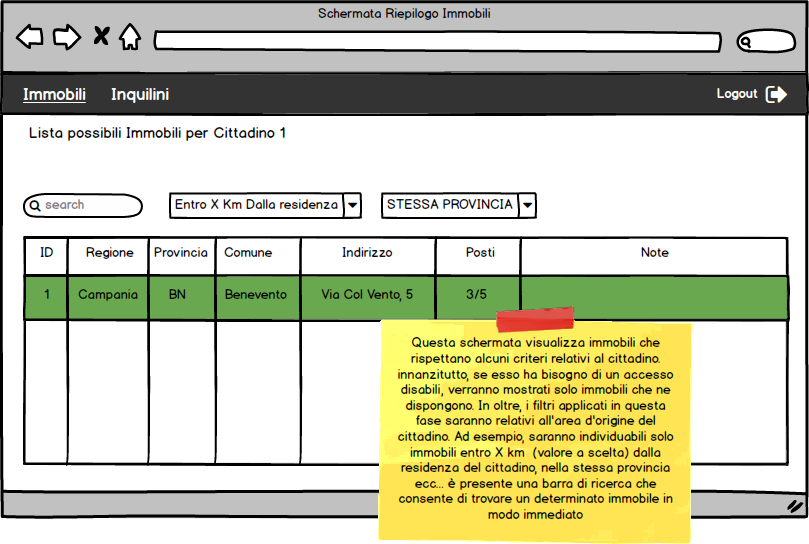 Schermata Riepilogo Immobili
Immobili Inquilini Logout
Lista possibili Immobili per Cittadino 1
search Entro X Km Dalla residenza STESSA PROVINCIA
ID Regione Provincia Comune Indirizzo Posti Note
1 Campania BN Benevento Via Col Vento, 5 3/5
Questa schermata visualizza immobili che
rispettano alcuni criteri relativi al cittadino.
innanzitutto, se esso ha bisogno di un accesso
disabili, verranno mostrati solo immobili che ne
dispongono. In oltre, i filtri applicati in questa
fase saranno relativi all'area d'origine del
cittadino. Ad esempio, saranno individuabili solo
immobili entro X km (valore a scelta) dalla
residenza del cittadino, nella stessa provincia
ecc... è presente una barra di ricerca che
consente di trovare un determinato immobile in
modo immediato